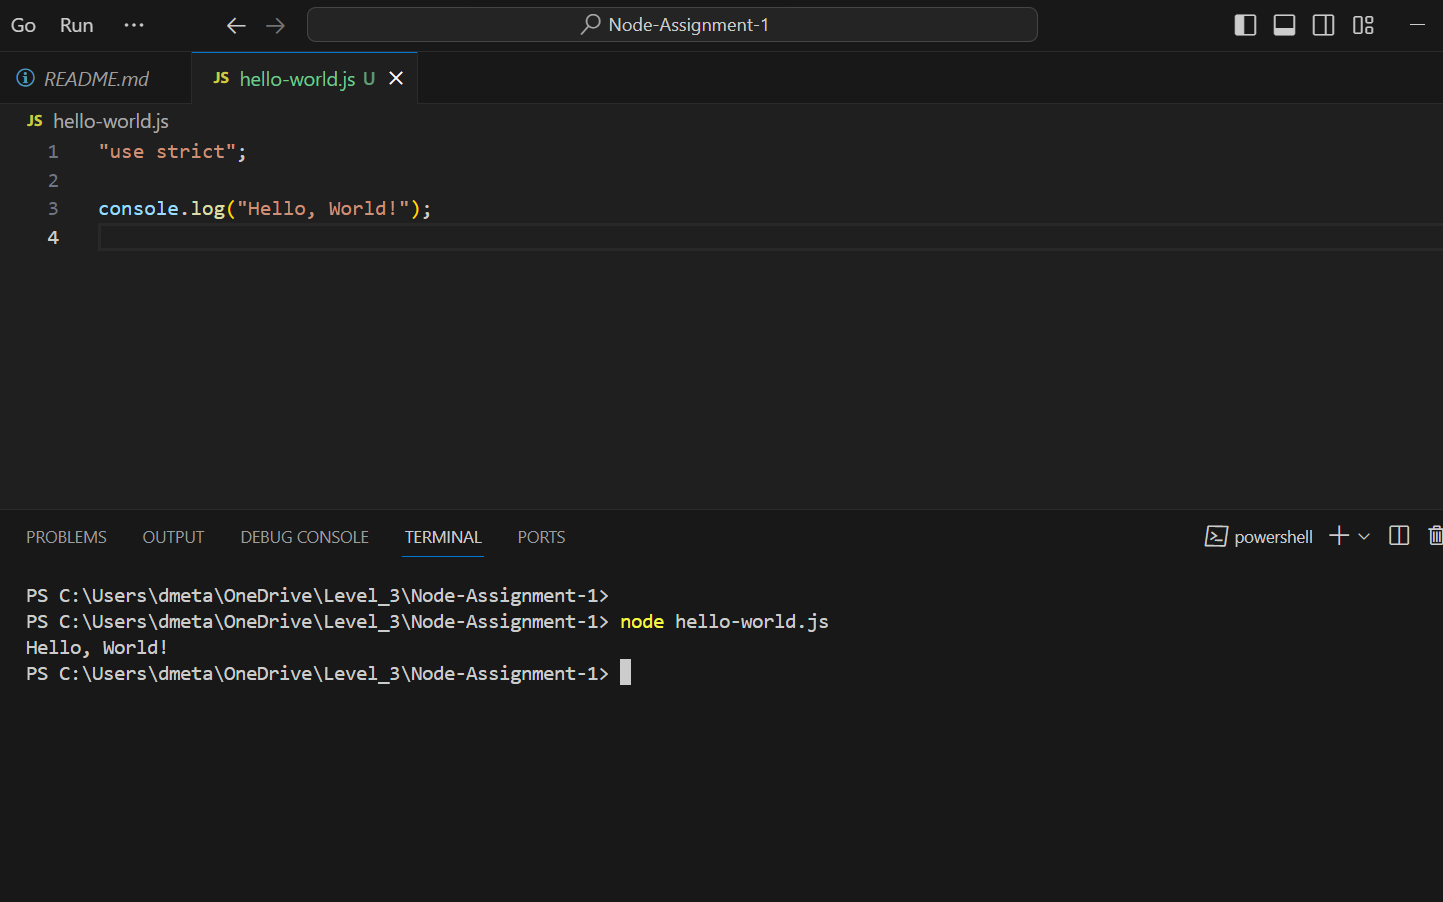 Go Run ··· Node-Assignment-1
README.md JS hello-world.js U
JS hello-world.js
1 "use strict";
2
3 console.log("Hello, World!");
4
PROBLEMS OUTPUT DEBUG CONSOLE TERMINAL PORTS powershell
PS C:\Users\dmeta\OneDrive\Level_3\Node-Assignment-1>
PS C:\Users\dmeta\OneDrive\Level_3\Node-Assignment-1> node hello-world.js
Hello, World!
PS C:\Users\dmeta\OneDrive\Level_3\Node-Assignment-1>